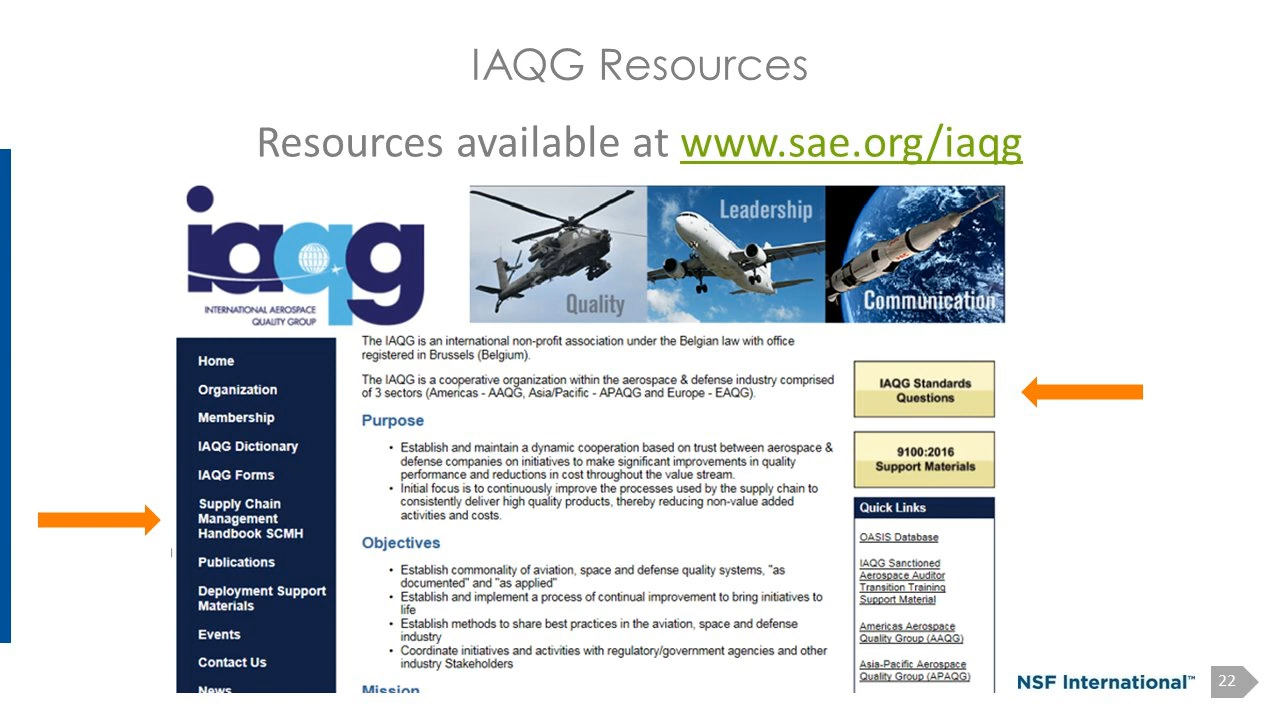 IAQG Resources
Resources available at www.sae.org/iaqg
iaqg
INTERNATIONAL AEROSPACE
QUALITY GROUP
Quality
Leadership
Communication
Home
Organization
Membership
IAQG Dictionary
IAQG Forms
Supply Chain
Management
Handbook SCMH
Publications
Deployment Support
Materials
Events
Contact Us
News
The IAQG is an international non-profit association under the Belgian law with office
registered in Brussels (Belgium).
The IAQG is a cooperative organization within the aerospace & defense industry comprised
of 3 sectors (Americas - AAQG, Asia/Pacific - APAQG and Europe - EAQG).
Purpose
• Establish and maintain a dynamic cooperation based on trust between aerospace &
defense companies on initiatives to make significant improvements in quality
performance and reductions in cost throughout the value stream.
• Initial focus is to continuously improve the processes used by the supply chain to
consistently deliver high quality products, thereby reducing non-value added
activities and costs.
Objectives
• Establish commonality of aviation, space and defense quality systems, "as
documented" and "as applied"
• Establish and implement a process of continual improvement to bring initiatives to
life
• Establish methods to share best practices in the aviation, space and defense
industry
• Coordinate initiatives and activities with regulatory/government agencies and other
industry Stakeholders
Mission
IAQG Standards
Questions
9100:2016
Support Materials
Quick Links
OASIS Database
IAQG Sanctioned
Aerospace Auditor
Transition Training
Support Material
Americas Aerospace
Quality Group (AAQG)
Asia-Pacific Aerospace
Quality Group (APAQG)
NSF International™
22